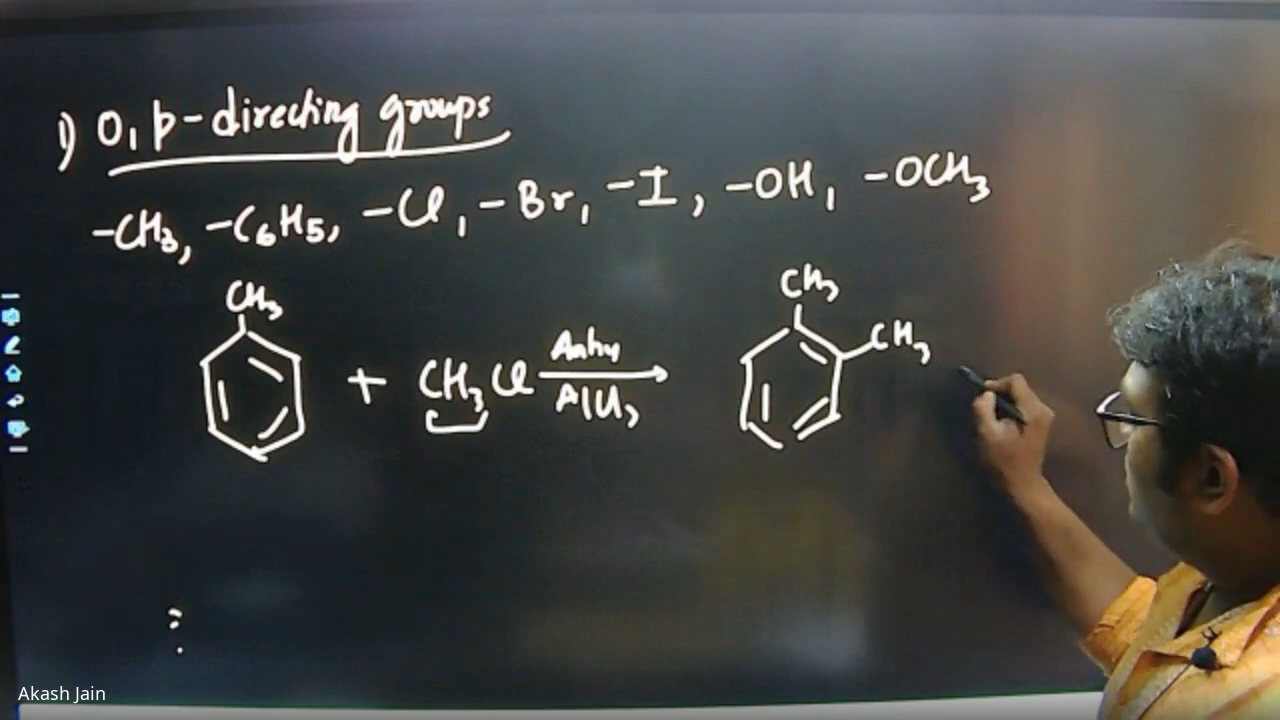 1) O, p-directing groups
-CH3, -C6H5, -Cl, -Br, -I, -OH, -OCH3
CH3
CH3
CH3
+ CH3Cl
Anhy
AlCl3
Akash Jain